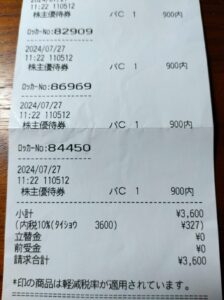 2024/07/27
11:22 110512
株主優待券 バC 1 900内
ロッカーNo:82909
2024/07/27
11:22 110512
株主優待券 バC 1 900内
ロッカーNo:86969
2024/07/27
11:22 110512
株主優待券 バC 1 900内
ロッカーNo:84450
2024/07/27
11:22 110512
株主優待券 バC 1 900内
小計 ¥3,600
(内税10%(タイショウ 3600) ¥327)
立替金 ¥0
前受金 ¥0
請求合計 ¥3,600
*印の商品は軽減税率が適用されています。